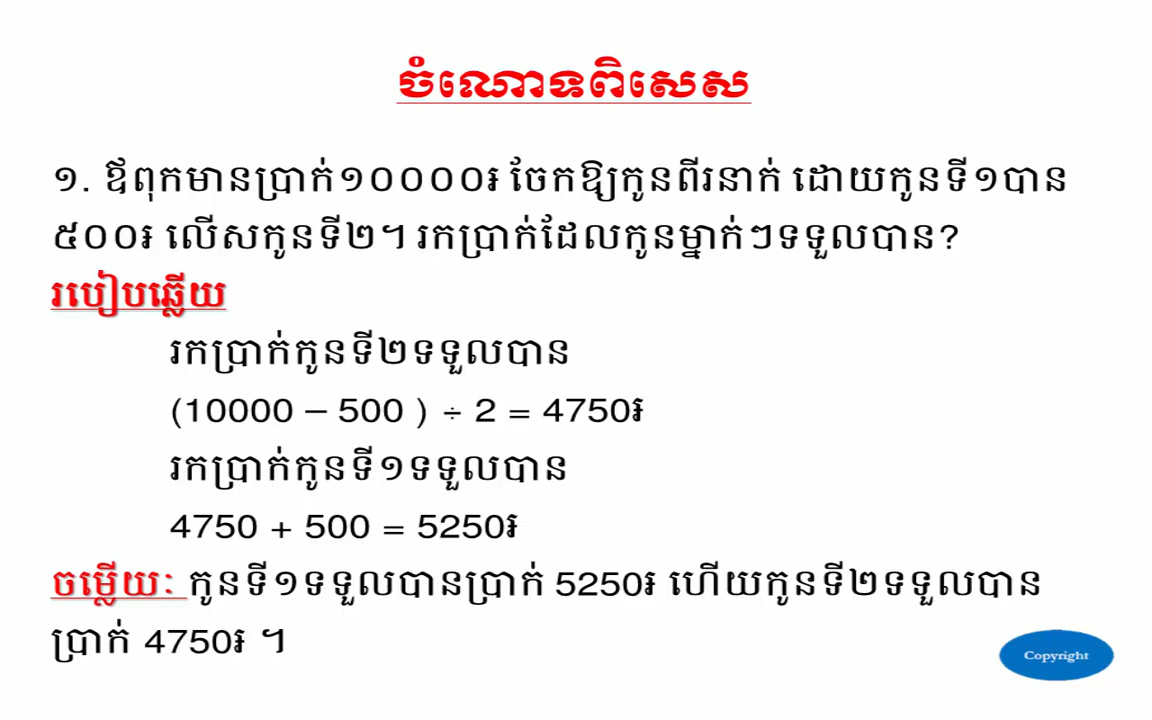 ចំណោទពិសេស
១. ឪពុកមានប្រាក់១០០០០៛ ចែកឱ្យកូនពីរនាក់ ដោយកូនទី១បាន
៥០០៛ លើសកូនទី២។ រកប្រាក់ដែលកូនម្នាក់ៗទទួលបាន?
របៀបឆ្លើយ
រកប្រាក់កូនទី២ទទួលបាន
(10000 – 500 ) ÷ 2 = 4750៛
រកប្រាក់កូនទី១ទទួលបាន
4750 + 500 = 5250៛
ចម្លើយៈ កូនទី១ទទួលបានប្រាក់ 5250៛ ហើយកូនទី២ទទួលបាន
ប្រាក់ 4750៛ ។
Copyright